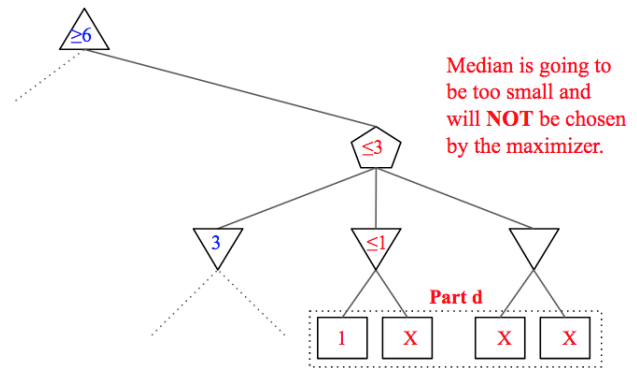 ≥6
Median is going to
be too small and
will NOT be chosen
by the maximizer.
≤3
3
≤1
Part d
1 X X X